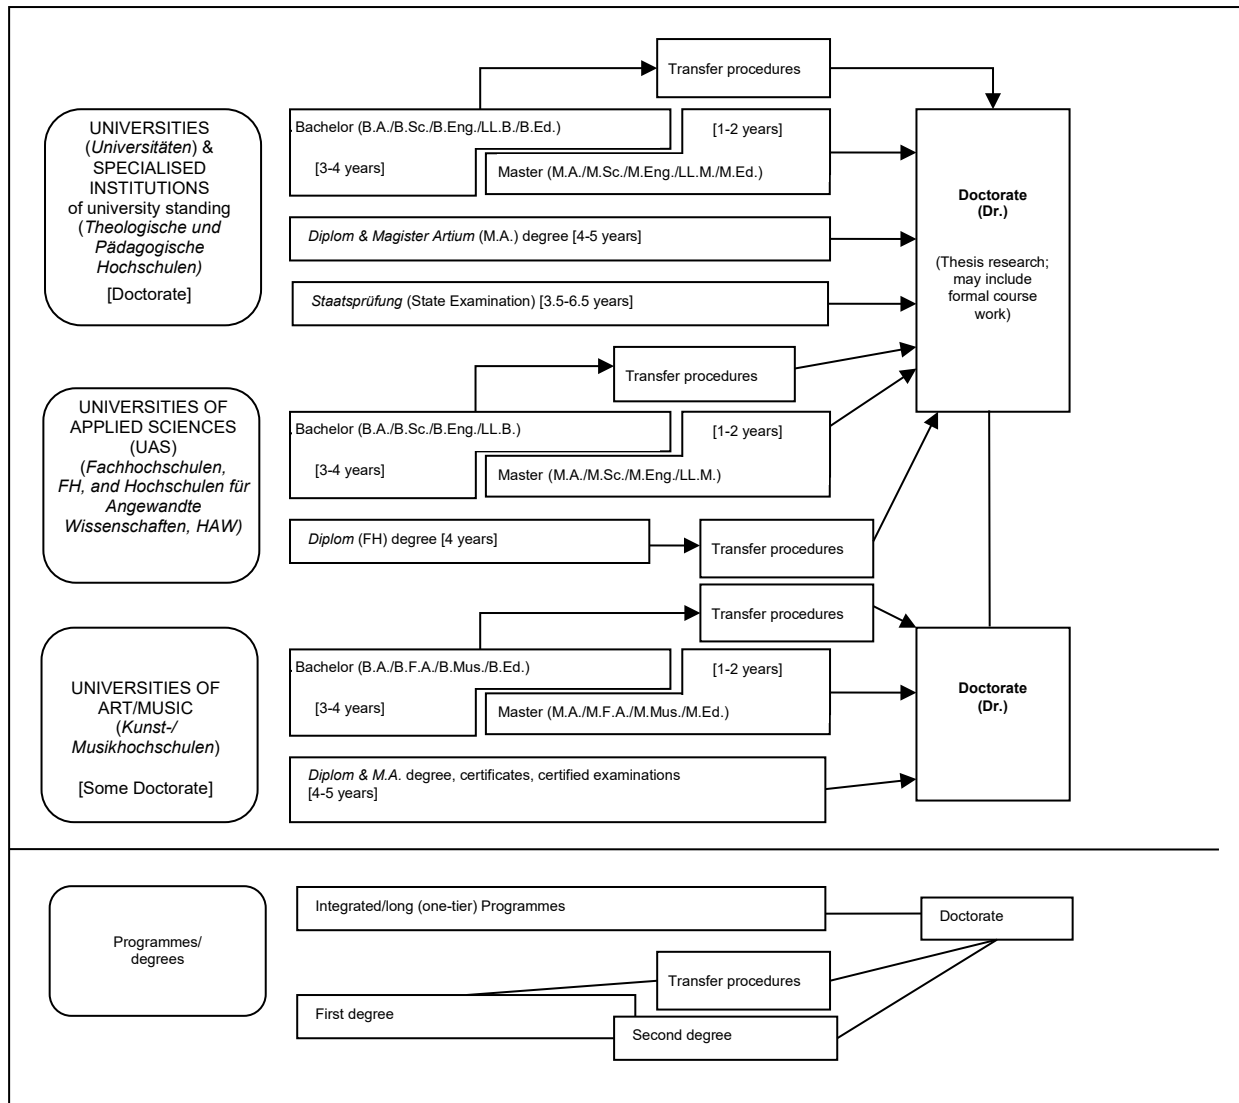 Transfer procedures
UNIVERSITIES
(Universitäten) &
SPECIALISED
INSTITUTIONS
of university standing
(Theologische und
Pädagogische
Hochschulen)
[Doctorate]
. Bachelor (B.A./B.Sc./B.Eng./LL.B./B.Ed.)
[3-4 years]
[1-2 years]
Master (M.A./M.Sc./M.Eng./LL.M./M.Ed.)
Diplom & Magister Artium (M.A.) degree [4-5 years]
Staatsprüfung (State Examination) [3.5-6.5 years]
Doctorate
(Dr.)
(Thesis research;
may include
formal course
work)
Transfer procedures
UNIVERSITIES OF
APPLIED SCIENCES
(UAS)
(Fachhochschulen,
FH, and Hochschulen für
Angewandte
Wissenschaften, HAW)
. Bachelor (B.A./B.Sc./B.Eng./LL.B.)
[3-4 years]
[1-2 years]
Master (M.A./M.Sc./M.Eng./LL.M.)
Diplom (FH) degree [4 years]
Transfer procedures
Transfer procedures
UNIVERSITIES OF
ART/MUSIC
(Kunst-/
Musikhochschulen)
[Some Doctorate]
. Bachelor (B.A./B.F.A./B.Mus./B.Ed.)
[3-4 years]
[1-2 years]
Master (M.A./M.F.A./M.Mus./M.Ed.)
Diplom & M.A. degree, certificates, certified examinations
[4-5 years]
Doctorate
(Dr.)
Programmes/
degrees
Integrated/long (one-tier) Programmes
Doctorate
Transfer procedures
First degree
Second degree